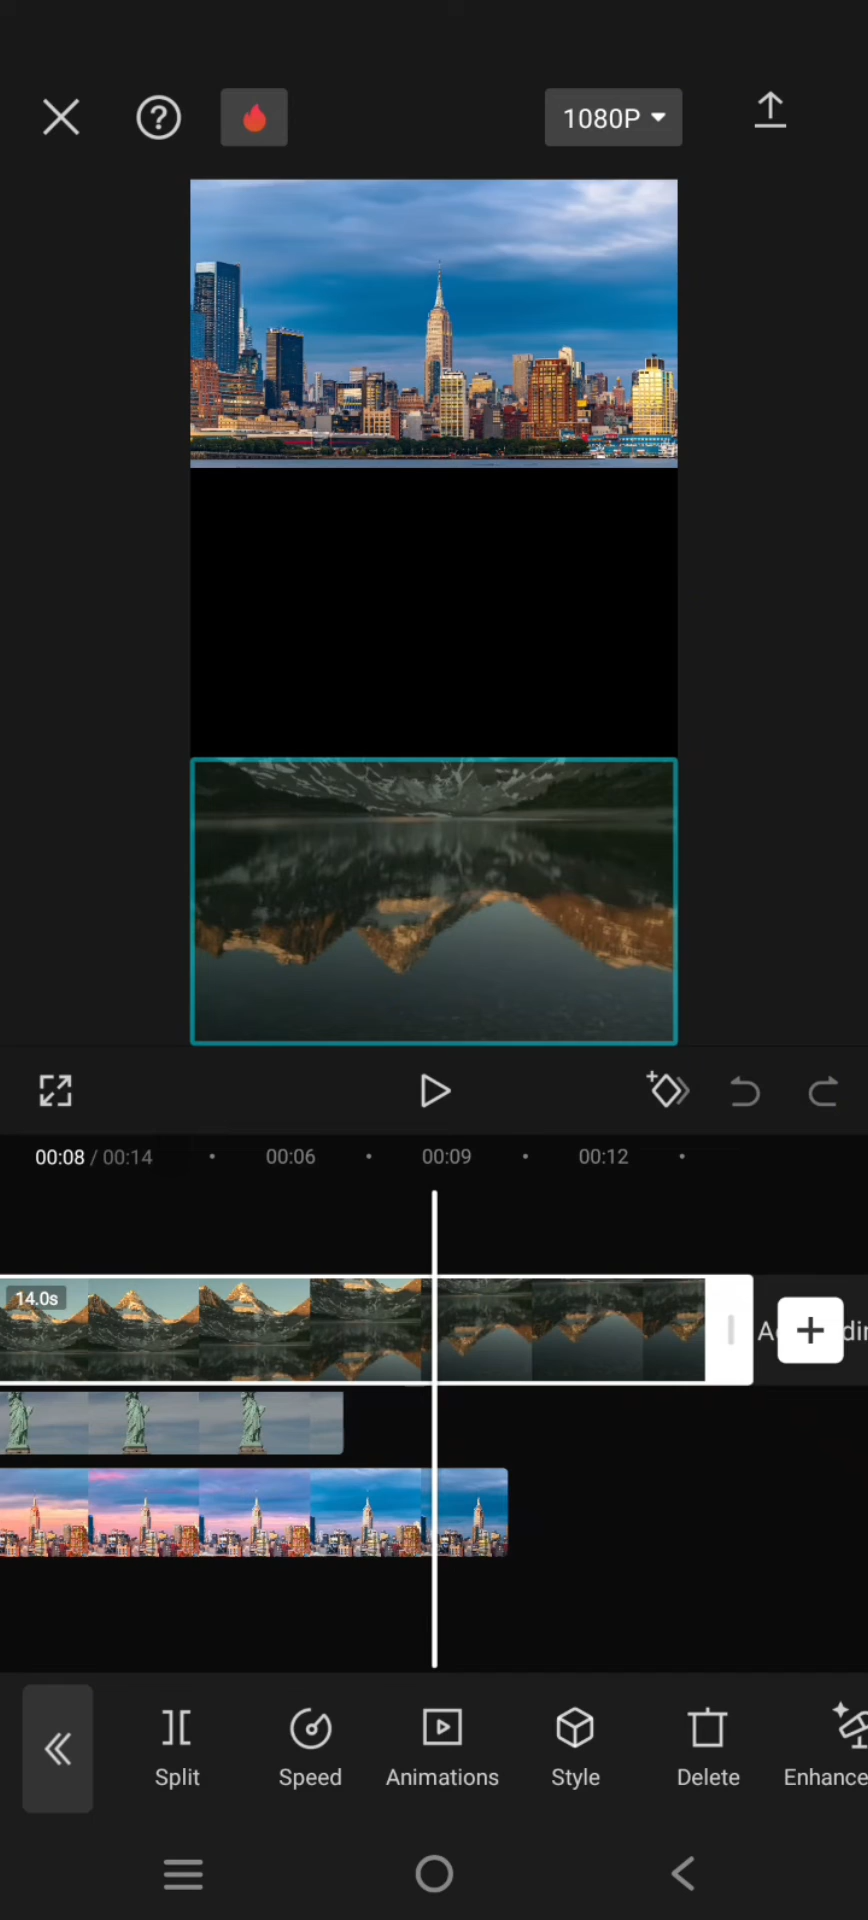 1080P
00:08 / 00:14
00:06
00:09
00:12
14.0s
Split
Speed
Animations
Style
Delete
Enhance